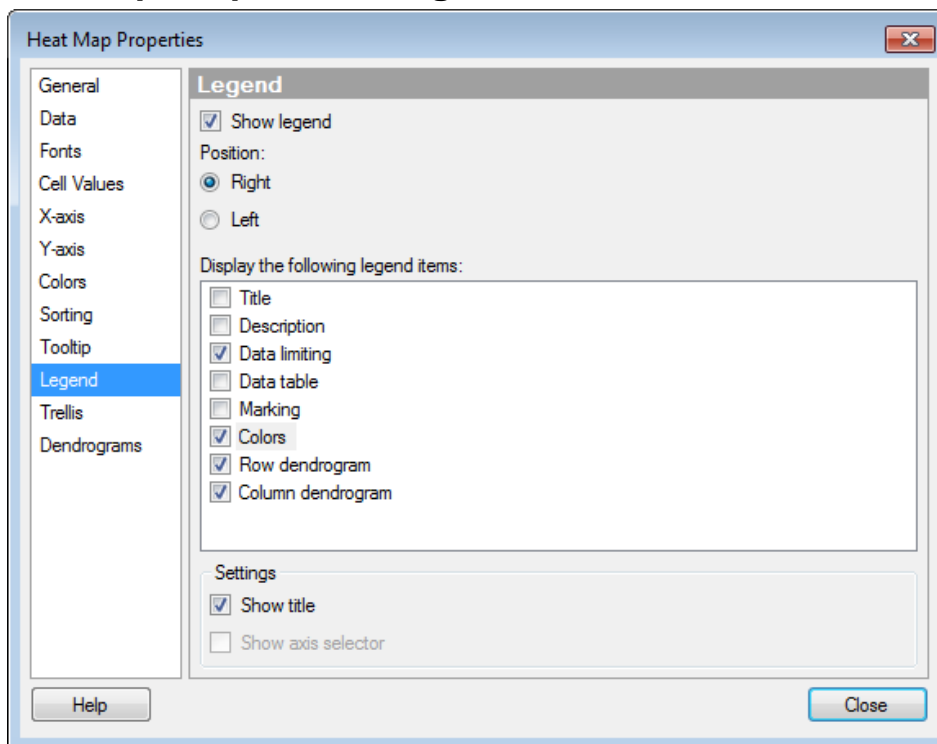 Heat Map Properties
General
Data
Fonts
Cell Values
X-axis
Y-axis
Colors
Sorting
Tooltip
Legend
Trellis
Dendrograms
Legend
Show legend
Position:
Right
Left
Display the following legend items:
Title
Description
Data limiting
Data table
Marking
Colors
Row dendrogram
Column dendrogram
Settings
Show title
Show axis selector
Help
Close